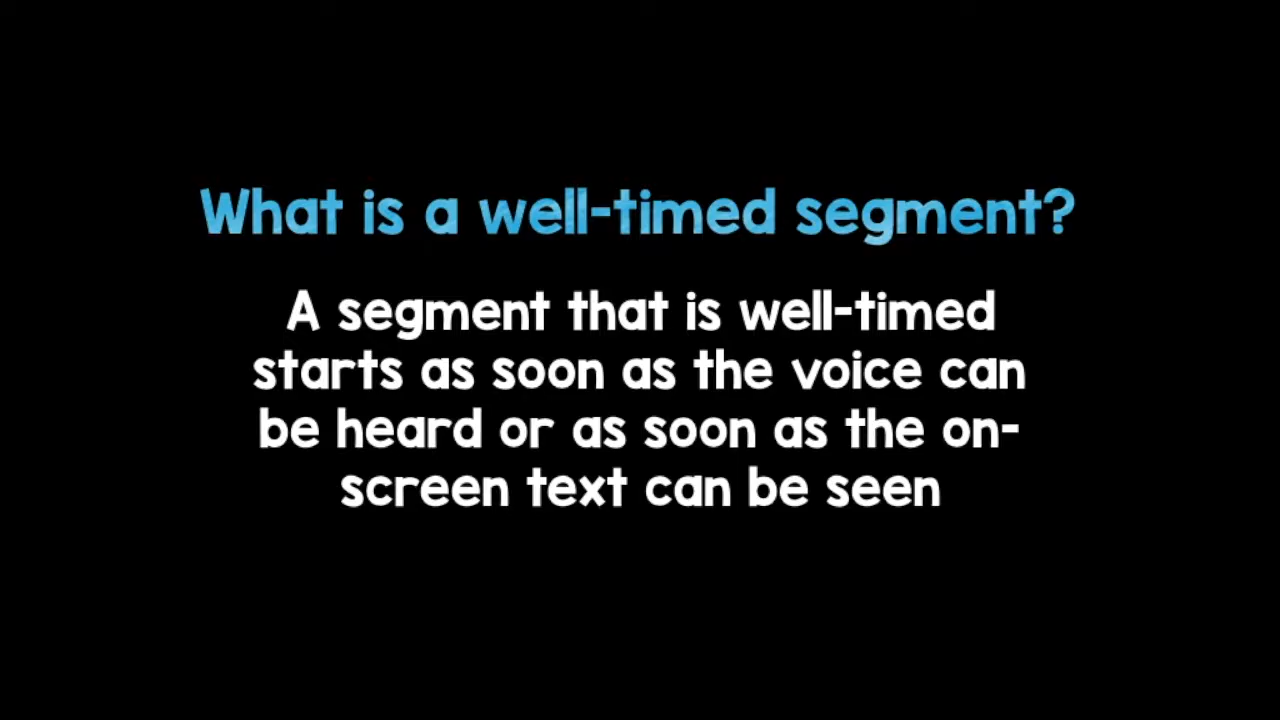 What is a well-timed segment?
A segment that is well-timed
starts as soon as the voice can
be heard or as soon as the on-
screen text can be seen